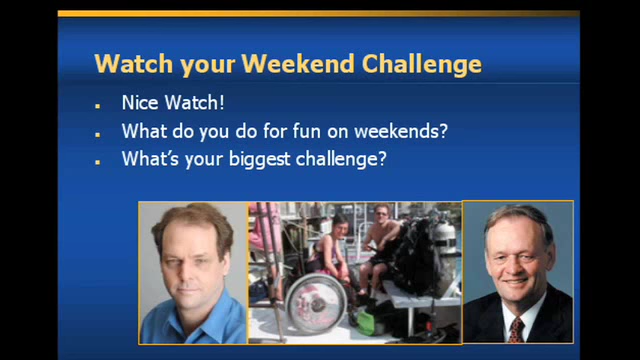 Watch your Weekend Challenge
Nice Watch!
What do you do for fun on weekends?
What's your biggest challenge?